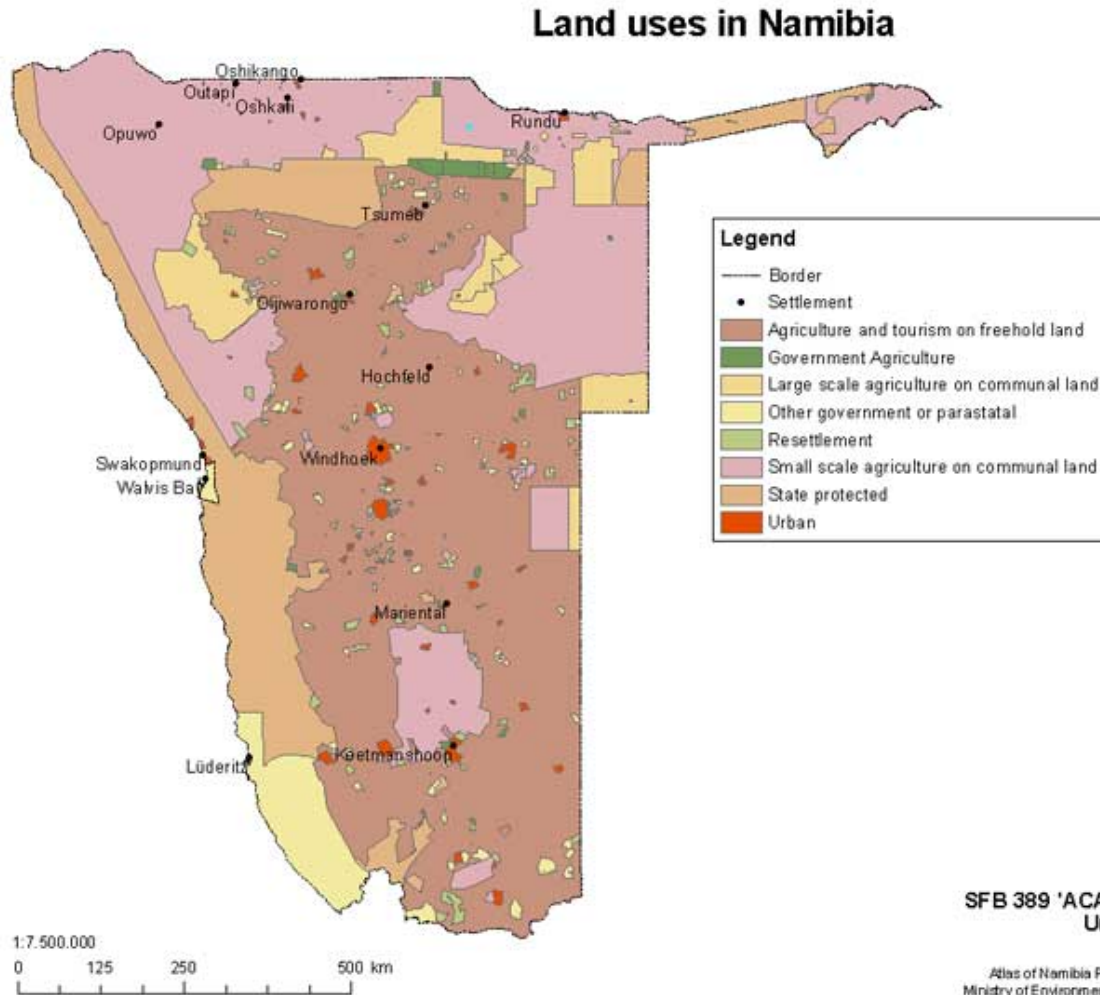 Land uses in Namibia
Oshikango
Outapi
Oshkati
Opuwo
Rundu
Tsumeb
Oijiwarongo
Hochfeld
Windhoek
Swakopmund
Walvis Bay
Mariental
Keetmanshoop
Lüderitz
Legend
Border
Settlement
Agriculture and tourism on freehold land
Government Agriculture
Large scale agriculture on communal land
Other government or parastatal
Resettlement
Small scale agriculture on communal land
State protected
Urban
SFB 389 'ACA
U
Atlas of Namibia P
Ministry of Environme
1:7.500.000
0 125 250 500 km